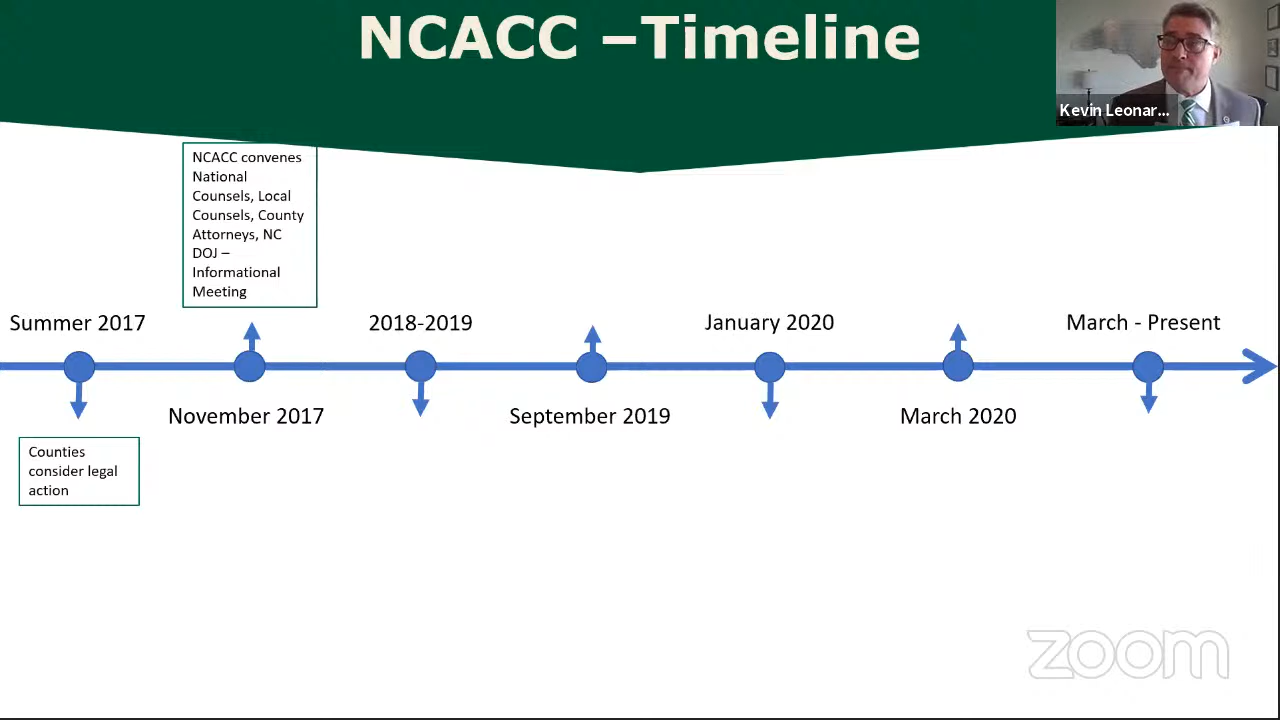 NCACC –Timeline
Kevin Leonar...
NCACC convenes
National
Counsels, Local
Counsels, County
Attorneys, NC
DOJ –
Informational
Meeting
Summer 2017
2018-2019
January 2020
March - Present
November 2017
September 2019
March 2020
Counties
consider legal
action
zoom